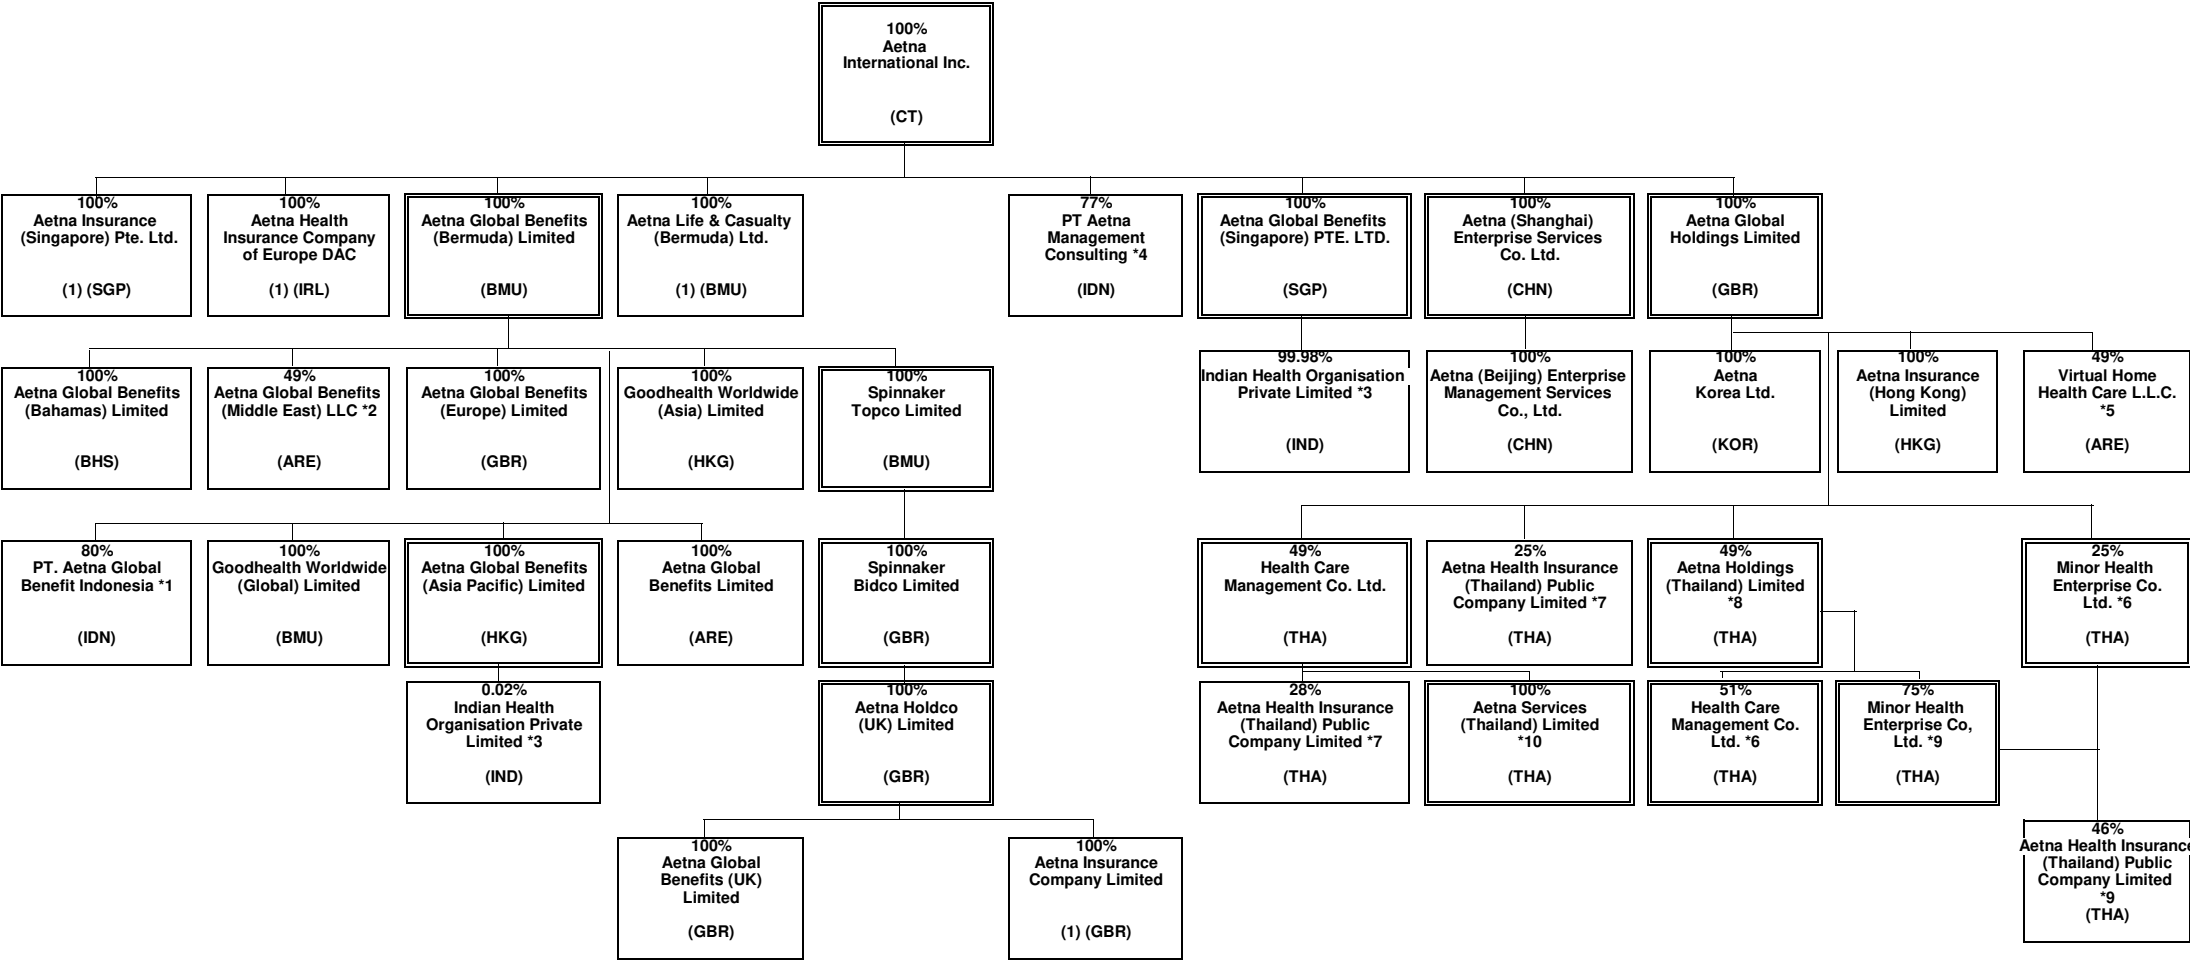 100%
Aetna
International Inc.
(CT)
100%
Aetna Insurance
(Singapore) Pte. Ltd.
(1) (SGP)
100%
Aetna Health
Insurance Company
of Europe DAC
(1) (IRL)
100%
Aetna Global Benefits
(Bermuda) Limited
(BMU)
100%
Aetna Life & Casualty
(Bermuda) Ltd.
(1) (BMU)
77%
PT Aetna
Management
Consulting *4
(IDN)
100%
Aetna Global Benefits
(Singapore) PTE. LTD.
(SGP)
100%
Aetna (Shanghai)
Enterprise Services
Co. Ltd.
(CHN)
100%
Aetna Global
Holdings Limited
(GBR)
100%
Aetna Global Benefits
(Bahamas) Limited
(BHS)
49%
Aetna Global Benefits
(Middle East) LLC *2
(ARE)
100%
Aetna Global Benefits
(Europe) Limited
(GBR)
100%
Goodhealth Worldwide
(Asia) Limited
(HKG)
100%
Spinnaker
Topco Limited
(BMU)
99.98%
Indian Health Organisation
Private Limited *3
(IND)
100%
Aetna (Beijing) Enterprise
Management Services
Co., Ltd.
(CHN)
100%
Aetna
Korea Ltd.
(KOR)
100%
Aetna Insurance
(Hong Kong)
Limited
(HKG)
49%
Virtual Home
Health Care L.L.C.
*5
(ARE)
80%
PT. Aetna Global
Benefit Indonesia *1
(IDN)
100%
Goodhealth Worldwide
(Global) Limited
(BMU)
100%
Aetna Global Benefits
(Asia Pacific) Limited
(HKG)
100%
Aetna Global
Benefits Limited
(ARE)
100%
Spinnaker
Bidco Limited
(GBR)
49%
Health Care
Management Co. Ltd.
(THA)
25%
Aetna Health Insurance
(Thailand) Public
Company Limited *7
(THA)
49%
Aetna Holdings
(Thailand) Limited
*8
(THA)
25%
Minor Health
Enterprise Co.
Ltd. *6
(THA)
0.02%
Indian Health
Organisation Private
Limited *3
(IND)
100%
Aetna Holdco
(UK) Limited
(GBR)
28%
Aetna Health Insurance
(Thailand) Public
Company Limited *7
(THA)
100%
Aetna Services
(Thailand) Limited
*10
(THA)
51%
Health Care
Management Co.
Ltd. *6
(THA)
75%
Minor Health
Enterprise Co,
Ltd. *9
(THA)
100%
Aetna Global
Benefits (UK)
Limited
(GBR)
100%
Aetna Insurance
Company Limited
(1) (GBR)
46%
Aetna Health Insurance
(Thailand) Public
Company Limited
*9
(THA)